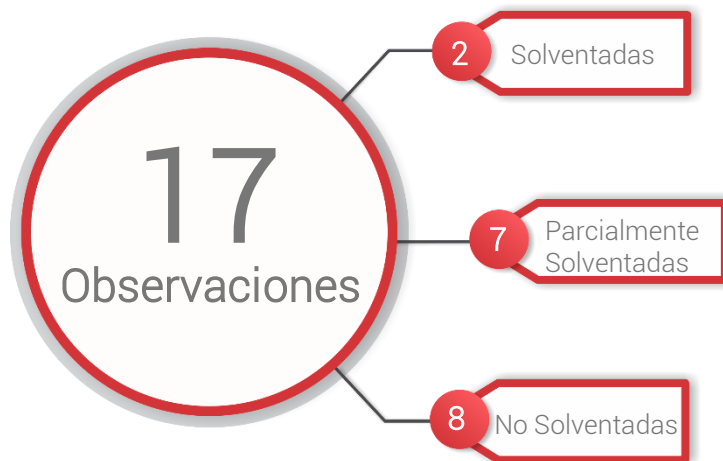 17
Observaciones
2
Solventadas
7
Parcialmente
Solventadas
8
No Solventadas